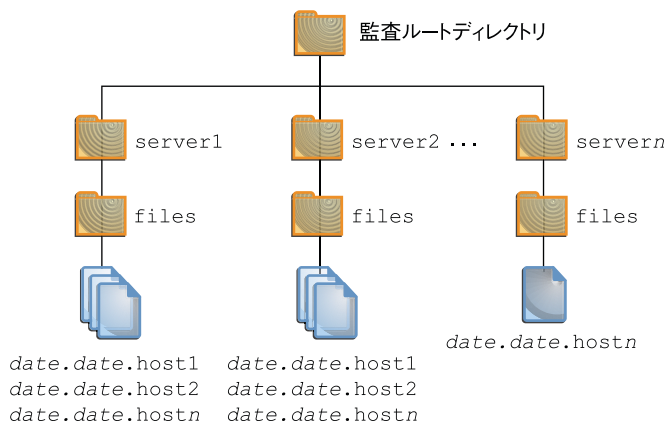 監査ルートディレクトリ
server1
server2 ...
servern
files
files
files
date.date.host1
date.date.host2
date.date.hostn
date.date.host1
date.date.host2
date.date.hostn
date.date.hostn